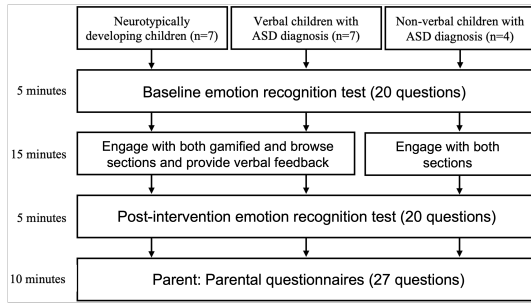 Neurotypically
developing children (n=7)
Verbal children with
ASD diagnosis (n=7)
Non-verbal children with
ASD diagnosis (n=4)
5 minutes
Baseline emotion recognition test (20 questions)
15 minutes
Engage with both gamified and browse
sections and provide verbal feedback
Engage with both
sections
5 minutes
Post-intervention emotion recognition test (20 questions)
10 minutes
Parent: Parental questionnaires (27 questions)